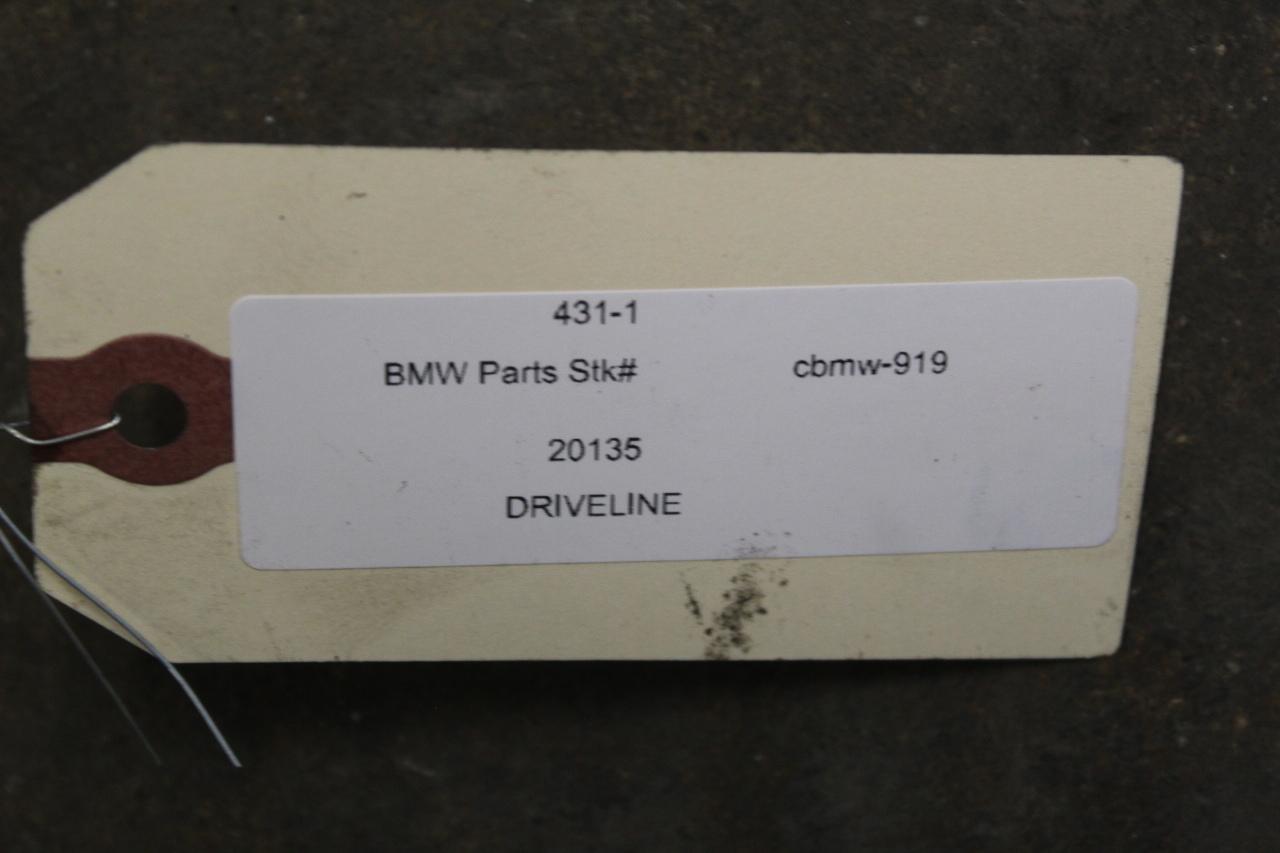 431-1
BMW Parts Stk# cbmw-919
20135
DRIVELINE